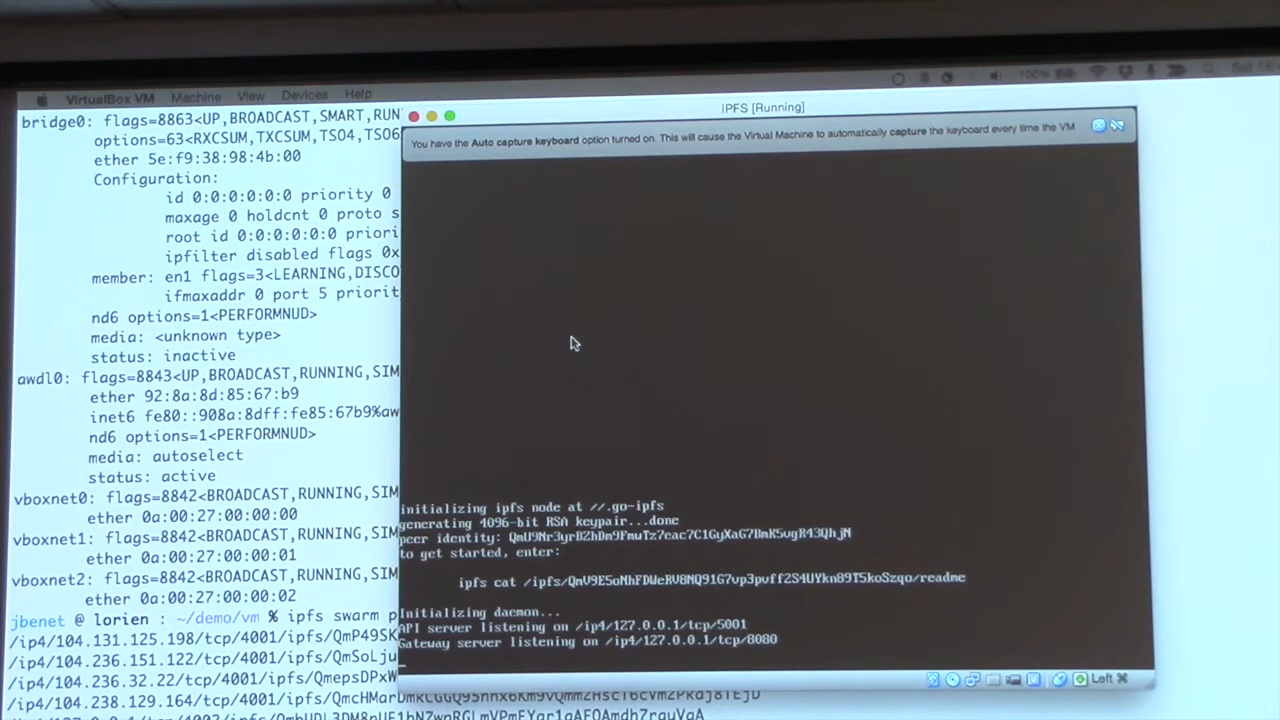 VirtualBox VM Machine View Devices Help
100%
bridge0: flags=8863<UP,BROADCAST,SMART,RUN
options=63<RXCSUM,TXCSUM,TSO4,TSO6
ether 5e:f9:38:98:4b:00
Configuration:
id 0:0:0:0:0:0 priority 0
maxage 0 holdcnt 0 proto s
root id 0:0:0:0:0:0 priori
ipfilter disabled flags 0x
member: en1 flags=3<LEARNING,DISCO
ifmaxaddr 0 port 5 priorit
nd6 options=1<PERFORMNUD>
media: <unknown type>
status: inactive
awdl0: flags=8843<UP,BROADCAST,RUNNING,SIM
ether 92:8a:8d:85:67:b9
inet6 fe80::908a:8dff:fe85:67b9%aw
nd6 options=1<PERFORMNUD>
media: autoselect
status: active
vboxnet0: flags=8842<BROADCAST,RUNNING,SIM
ether 0a:00:27:00:00:00
vboxnet1: flags=8842<BROADCAST,RUNNING,SIM
ether 0a:00:27:00:00:01
vboxnet2: flags=8842<BROADCAST,RUNNING,SIM
ether 0a:00:27:00:00:02
jbenet @ lorien : ~/demo/vm % ipfs swarm p
/ip4/104.131.125.198/tcp/4001/ipfs/QmP49SK
/ip4/104.236.151.122/tcp/4001/ipfs/QmSoLju
/ip4/104.236.32.22/tcp/4001/ipfs/QmepsDPxW
/ip4/104.238.129.164/tcp/4001/ipfs/
IPFS [Running]
You have the Auto capture keyboard option turned on. This will cause the Virtual Machine to automatically capture the keyboard every time the VM
initializing ipfs node at //.go-ipfs
generating 4096-bit RSA keypair...done
peer identity:
to get started, enter:
ipfs cat
Initializing daemon...
API server listening on /ip4/127.0.0.1/tcp/5001
Gateway server listening on /ip4/127.0.0.1/tcp/8080
Left ⌘